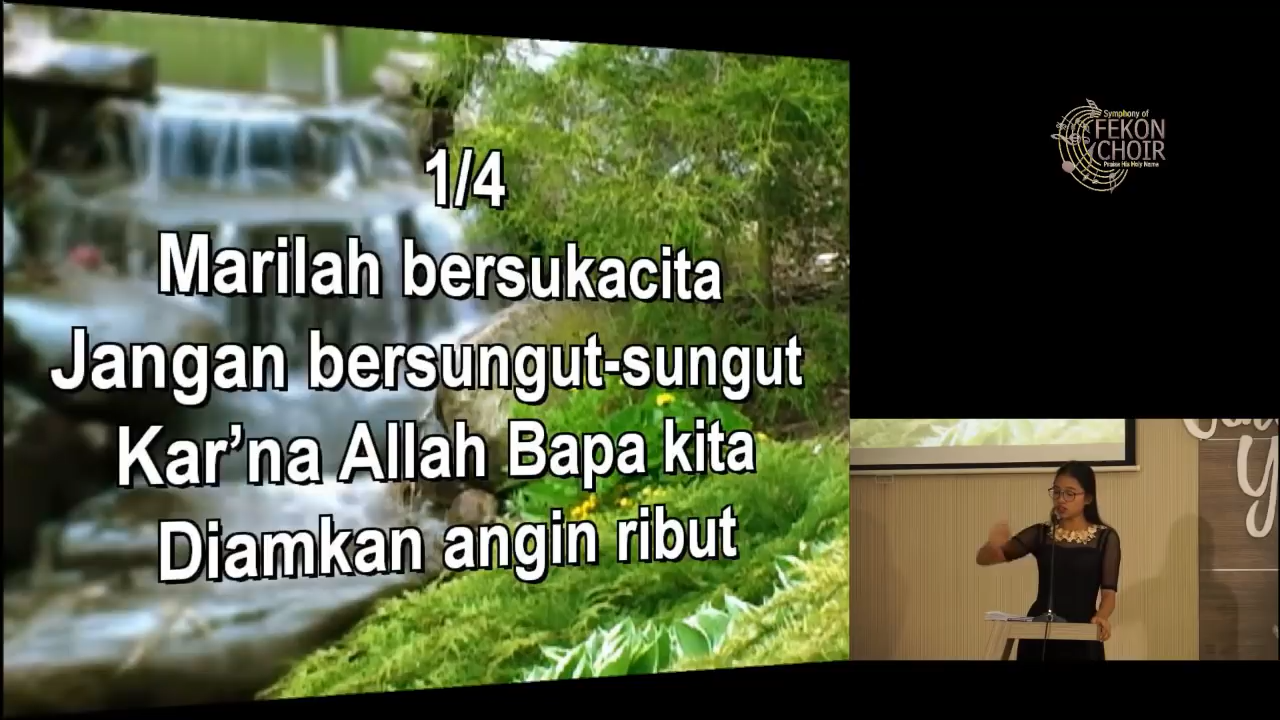 1/4
Marilah bersukacita
Jangan bersungut-sungut
Kar’na Allah Bapa kita
Diamkan angin ribut
Symphony of
FEKON
CHOIR
Praise His Holy Name